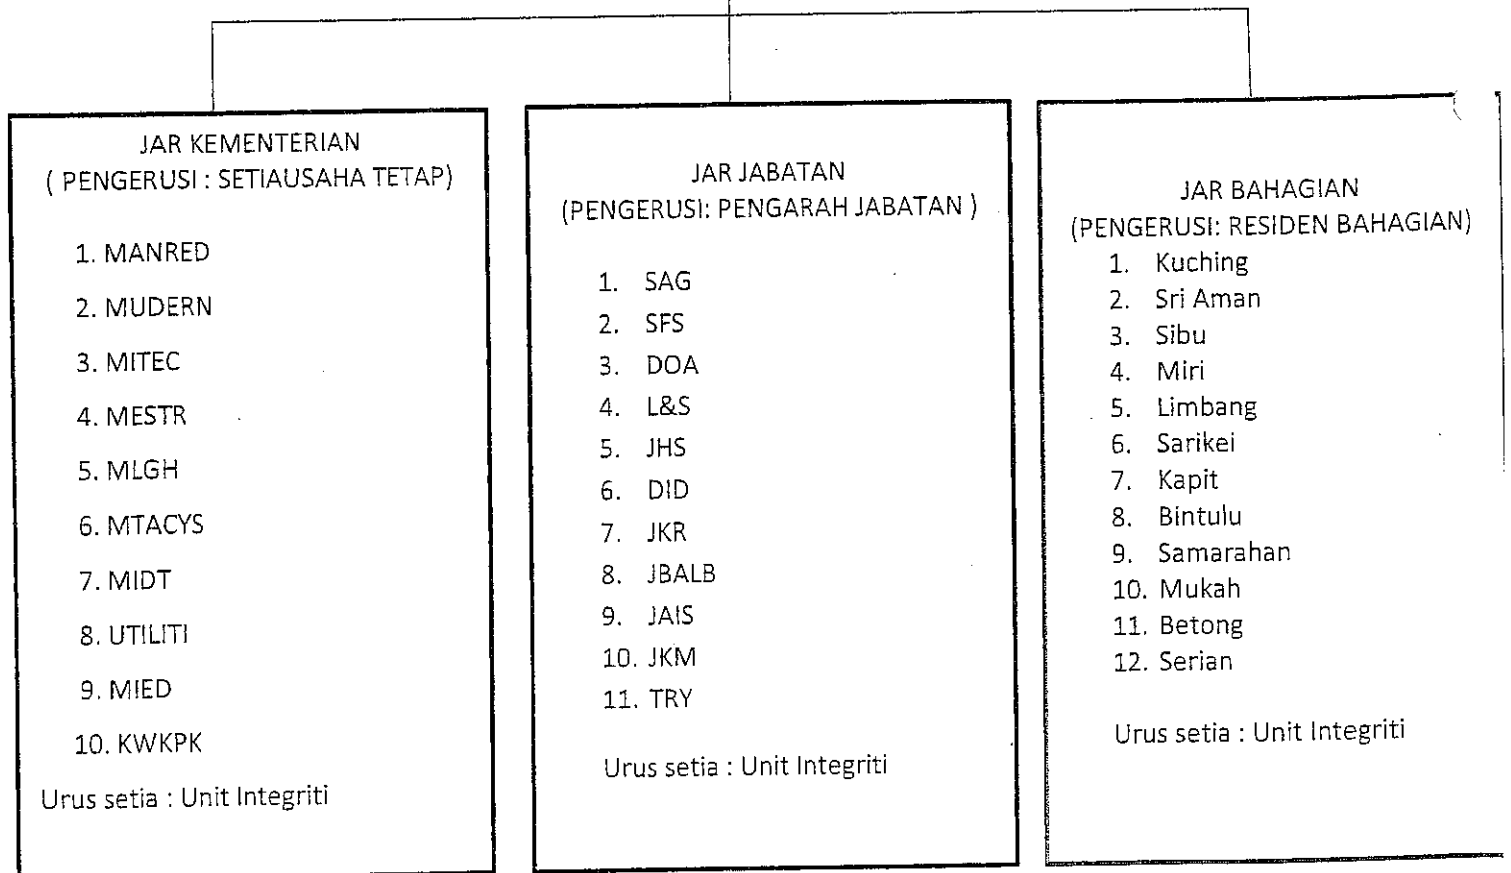 JAR KEMENTERIAN
( PENGERUSI : SETIAUSAHA TETAP)
1. MANRED
2. MUDERN
3. MITEC
4. MESTR
5. MLGH
6. MTACYS
7. MIDT
8. UTILITI
9. MIED
10. KWKPK
Urus setia : Unit Integriti
JAR JABATAN
(PENGERUSI: PENGARAH JABATAN )
1. SAG
2. SFS
3. DOA
4. L&S
5. JHS
6. DID
7. JKR
8. JBALB
9. JAIS
10. JKM
11. TRY
Urus setia : Unit Integriti
JAR BAHAGIAN
(PENGERUSI: RESIDEN BAHAGIAN)
1. Kuching
2. Sri Aman
3. Sibu
4. Miri
5. Limbang
6. Sarikei
7. Kapit
8. Bintulu
9. Samarahan
10. Mukah
11. Betong
12. Serian
Urus setia : Unit Integriti